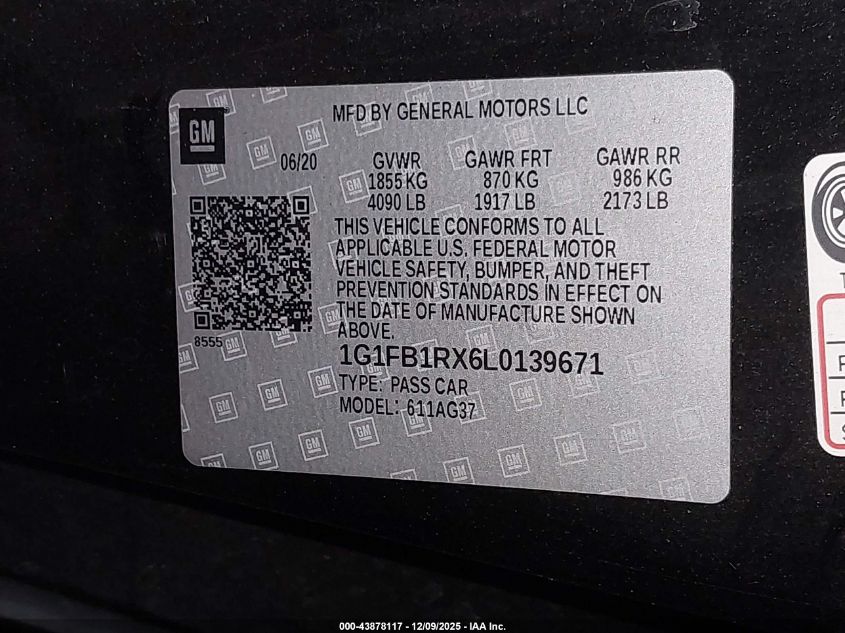 MFD BY GENERAL MOTORS LLC
GM
06/20
GVWR GAWR FRT GAWR RR
1855 KG 870 KG 986 KG
4090 LB 1917 LB 2173 LB
THIS VEHICLE CONFORMS TO ALL
APPLICABLE U.S. FEDERAL MOTOR
VEHICLE SAFETY, BUMPER, AND THEFT
PREVENTION STANDARDS IN EFFECT ON
THE DATE OF MANUFACTURE SHOWN
ABOVE.
8555
1G1FB1RX6L0139671
TYPE: PASS CAR
MODEL: 611AG37
000-43878117 - 12/09/2025 - IAA Inc.